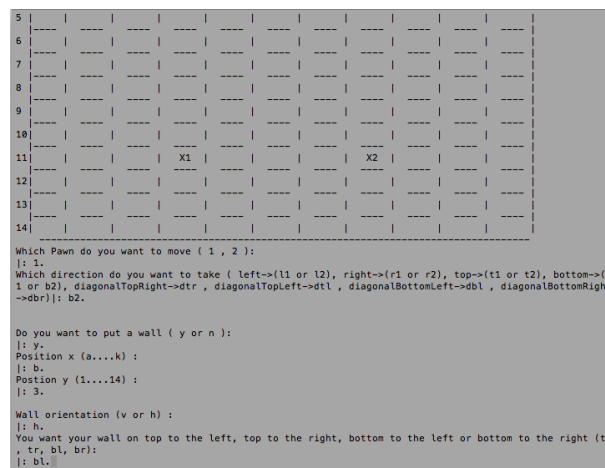 5 | | | | | | | | | | |
|---- ---- ---- ---- ---- ---- ---- ---- ---- ---- |
6 | | | | | | | | | | |
|---- ---- ---- ---- ---- ---- ---- ---- ---- ---- |
7 | | | | | | | | | | |
|---- ---- ---- ---- ---- ---- ---- ---- ---- ---- |
8 | | | | | | | | | | |
|---- ---- ---- ---- ---- ---- ---- ---- ---- ---- |
9 | | | | | | | | | | |
|---- ---- ---- ---- ---- ---- ---- ---- ---- ---- |
10| | | | | | | | | | |
|---- ---- ---- ---- ---- ---- ---- ---- ---- ---- |
11| | | | X1 | | | | X2 | | |
|---- ---- ---- ---- ---- ---- ---- ---- ---- ---- |
12| | | | | | | | | | |
|---- ---- ---- ---- ---- ---- ---- ---- ---- ---- |
13| | | | | | | | | | |
|---- ---- ---- ---- ---- ---- ---- ---- ---- ---- |
14| | | | | | | | | | |
Which Pawn do you want to move ( 1 , 2 ):
|: 1.
Which direction do you want to take ( left->(l1 or l2), right->(r1 or r2), top->(t1 or t2), bottom->(
1 or b2), diagonalTopRight->dtr , diagonalTopLeft->dtl , diagonalBottomLeft->dbl , diagonalBottomRigh
->dbr)|: b2.
Do you want to put a wall ( y or n ):
|: y.
Position x (a....k) :
|: b.
Postion y (1....14) :
|: 3.
Wall orientation (v or h) :
|: h.
You want your wall on top to the left, top to the right, bottom to the left or bottom to the right (t
, tr, bl, br):
|: bl.